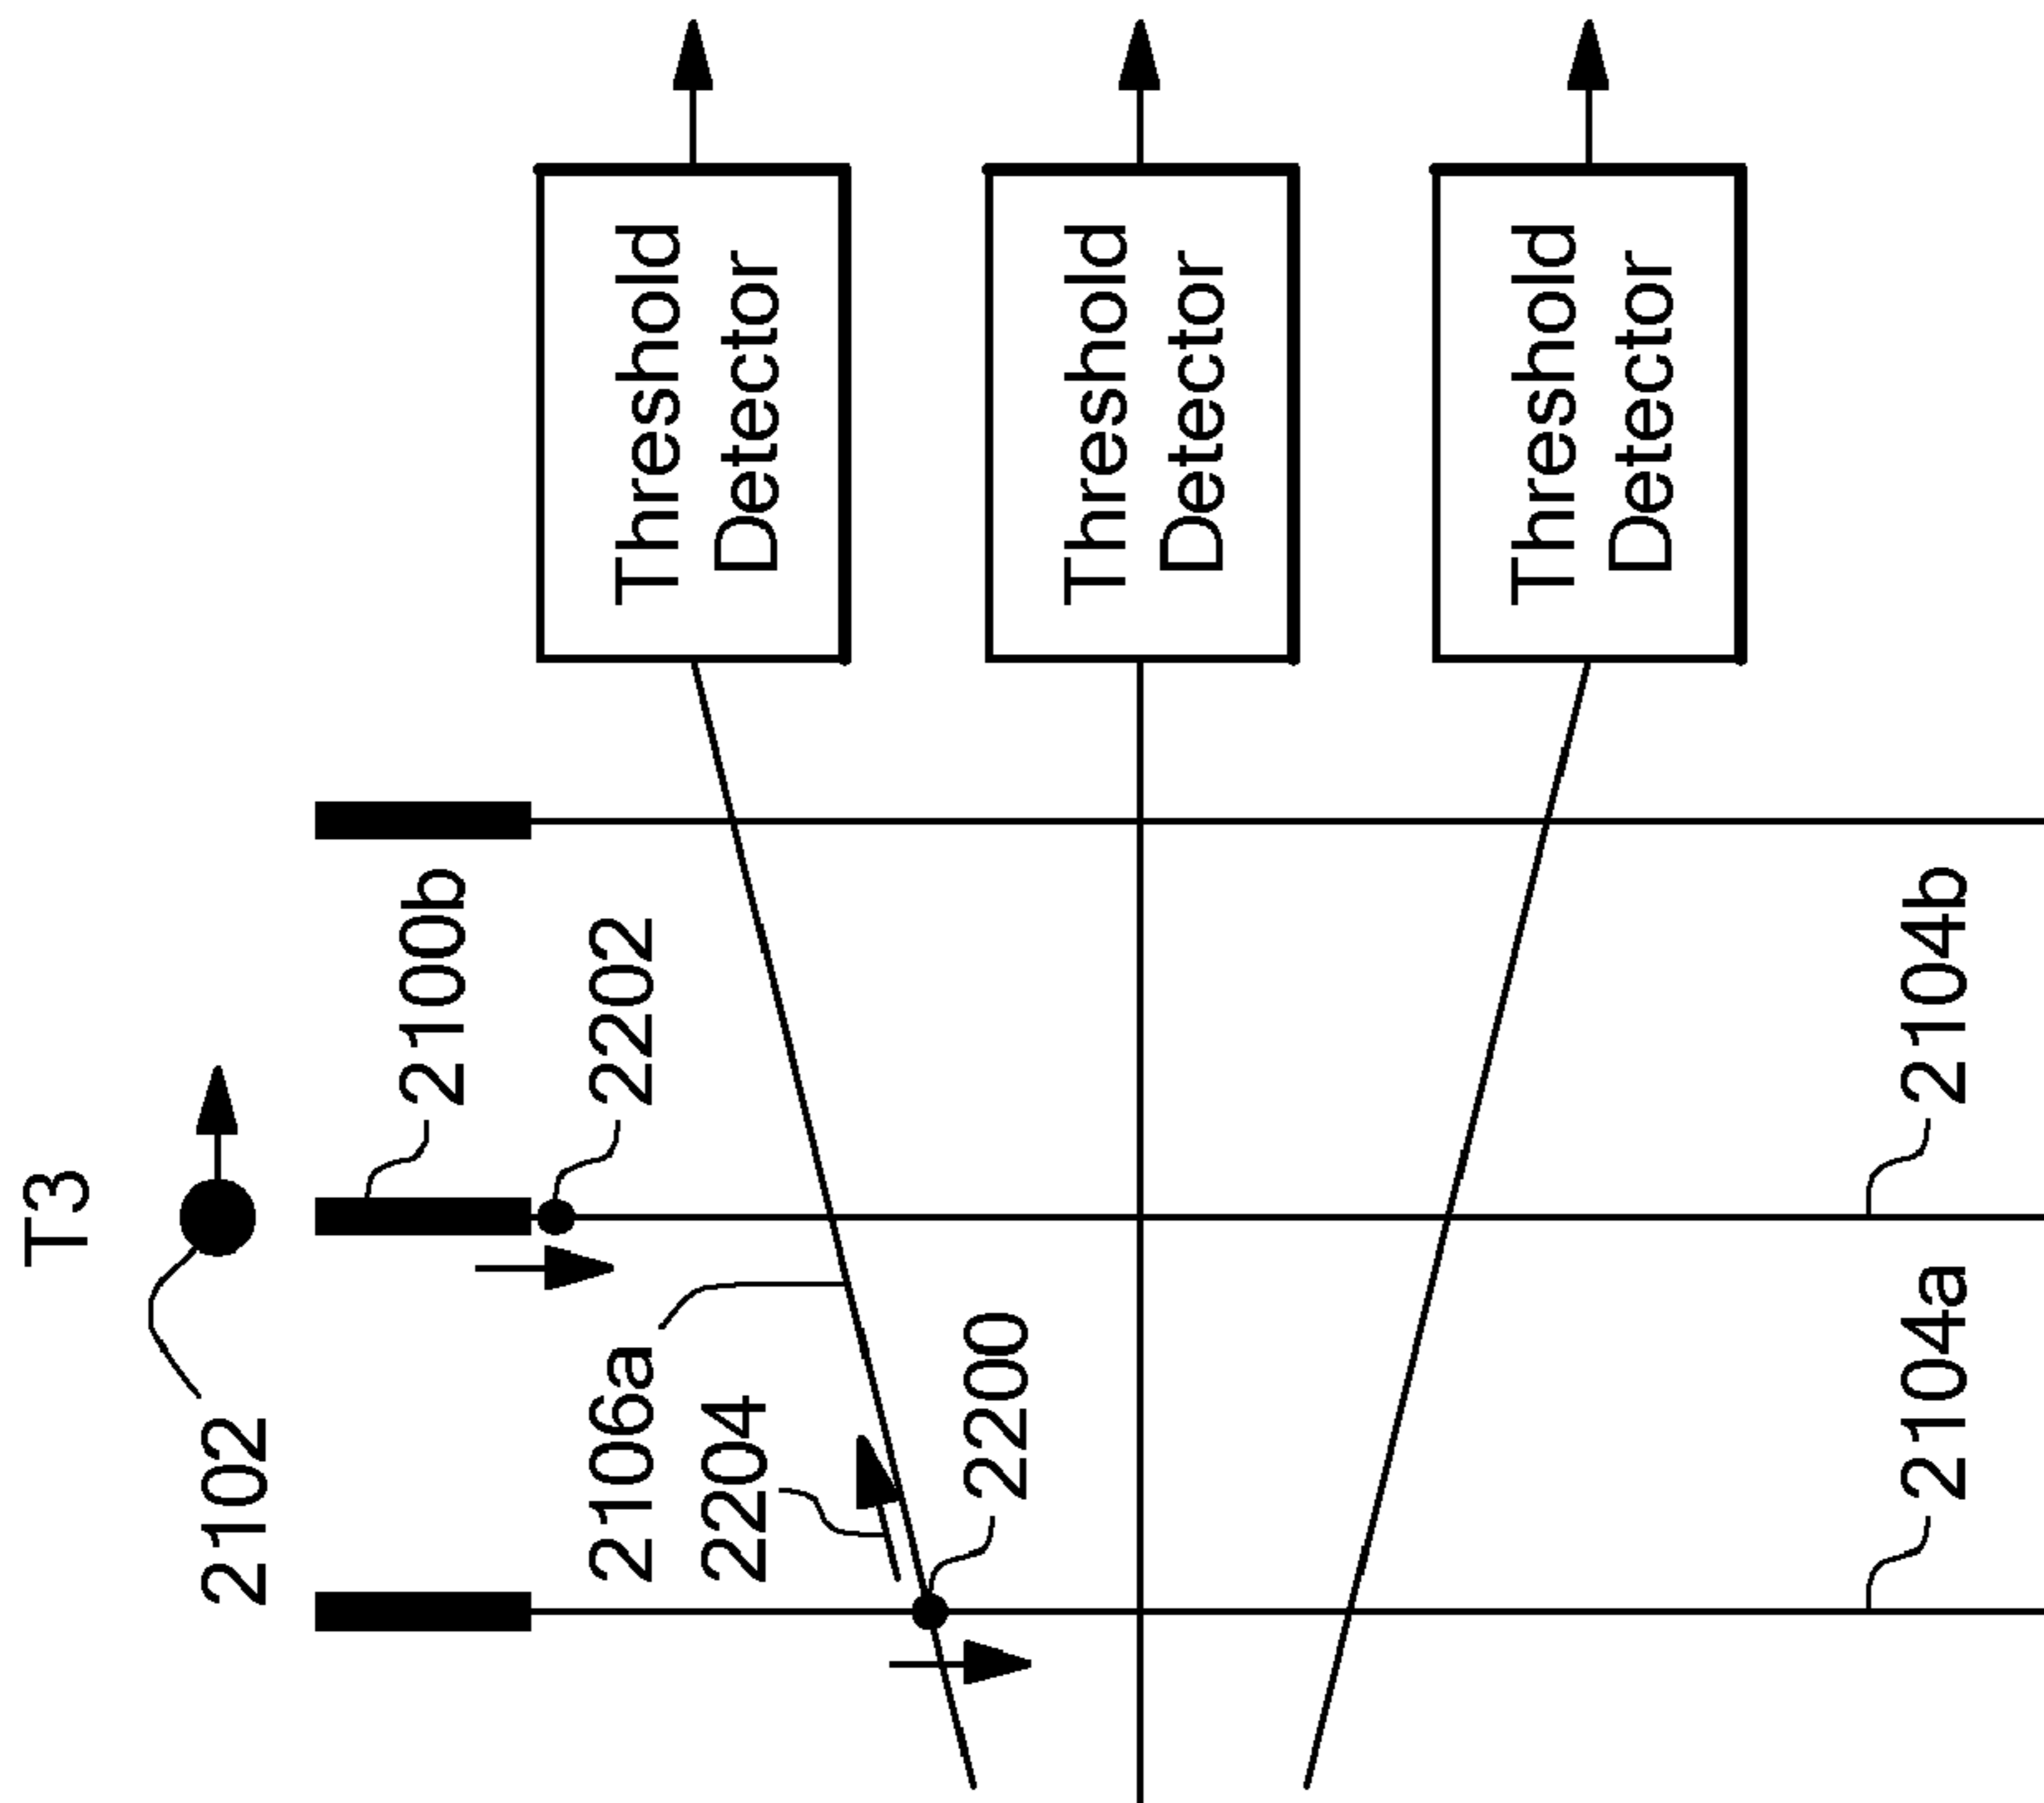 T3
2102
2100b
2202
2106a
2204
2200
2104a
2104b
Threshold
Detector
Threshold
Detector
Threshold
Detector